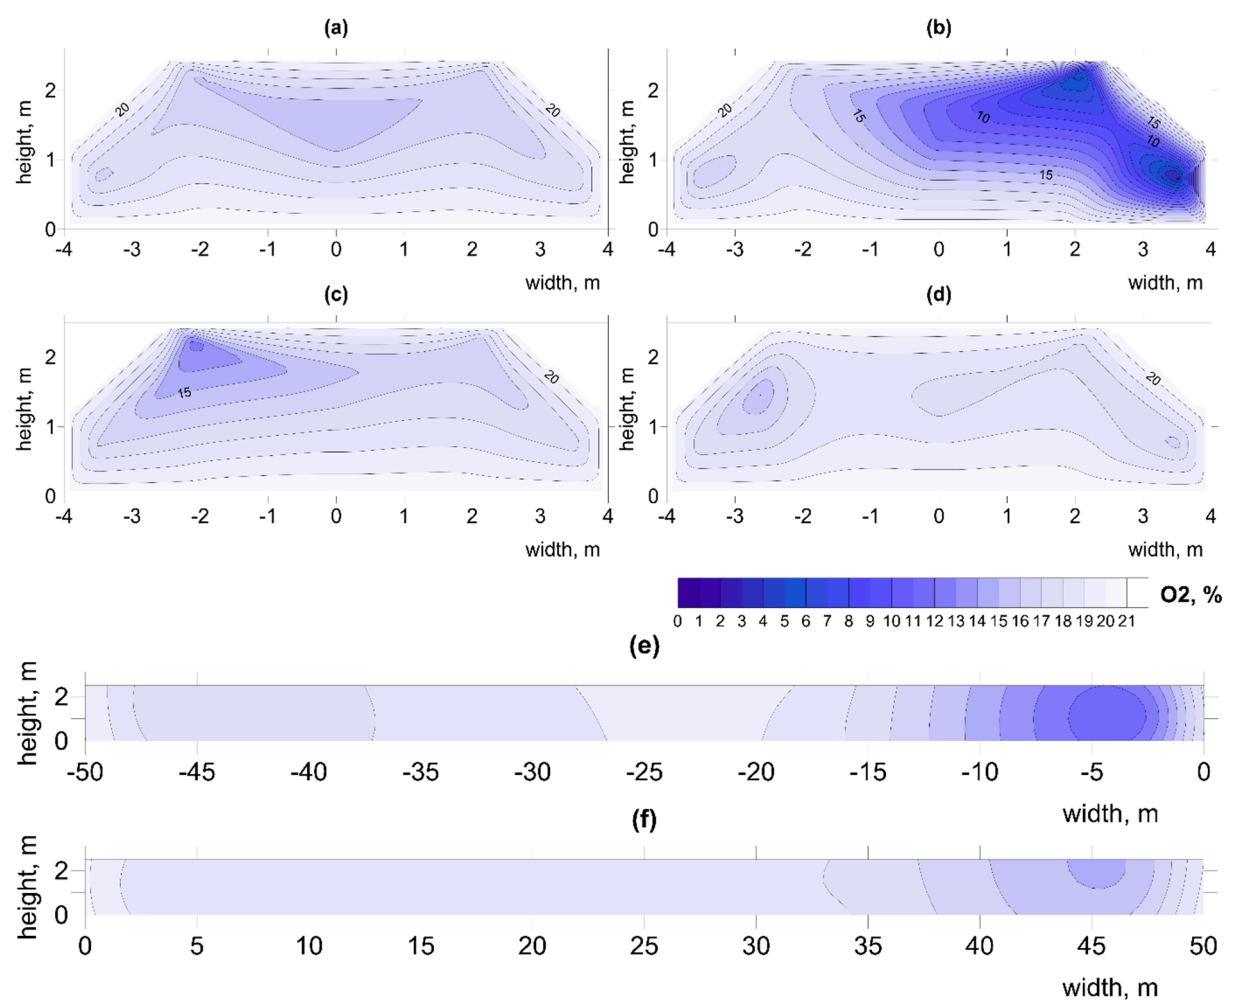 (a)
(b)
height, m
2
1
0
20
20
-4 -3 -2 -1 0 1 2 3 4
width, m
height, m
2
1
0
20
15
10
15
15
10
-4 -3 -2 -1 0 1 2 3 4
width, m
(c)
(d)
height, m
2
1
0
15
20
-4 -3 -2 -1 0 1 2 3 4
width, m
height, m
2
1
0
20
-4 -3 -2 -1 0 1 2 3 4
width, m
O2, %
0 1 2 3 4 5 6 7 8 9 10 11 12 13 14 15 16 17 18 19 20 21
(e)
height, m
2
0
-50 -45 -40 -35 -30 -25 -20 -15 -10 -5 0
width, m
(f)
height, m
2
0
0 5 10 15 20 25 30 35 40 45 50
width, m